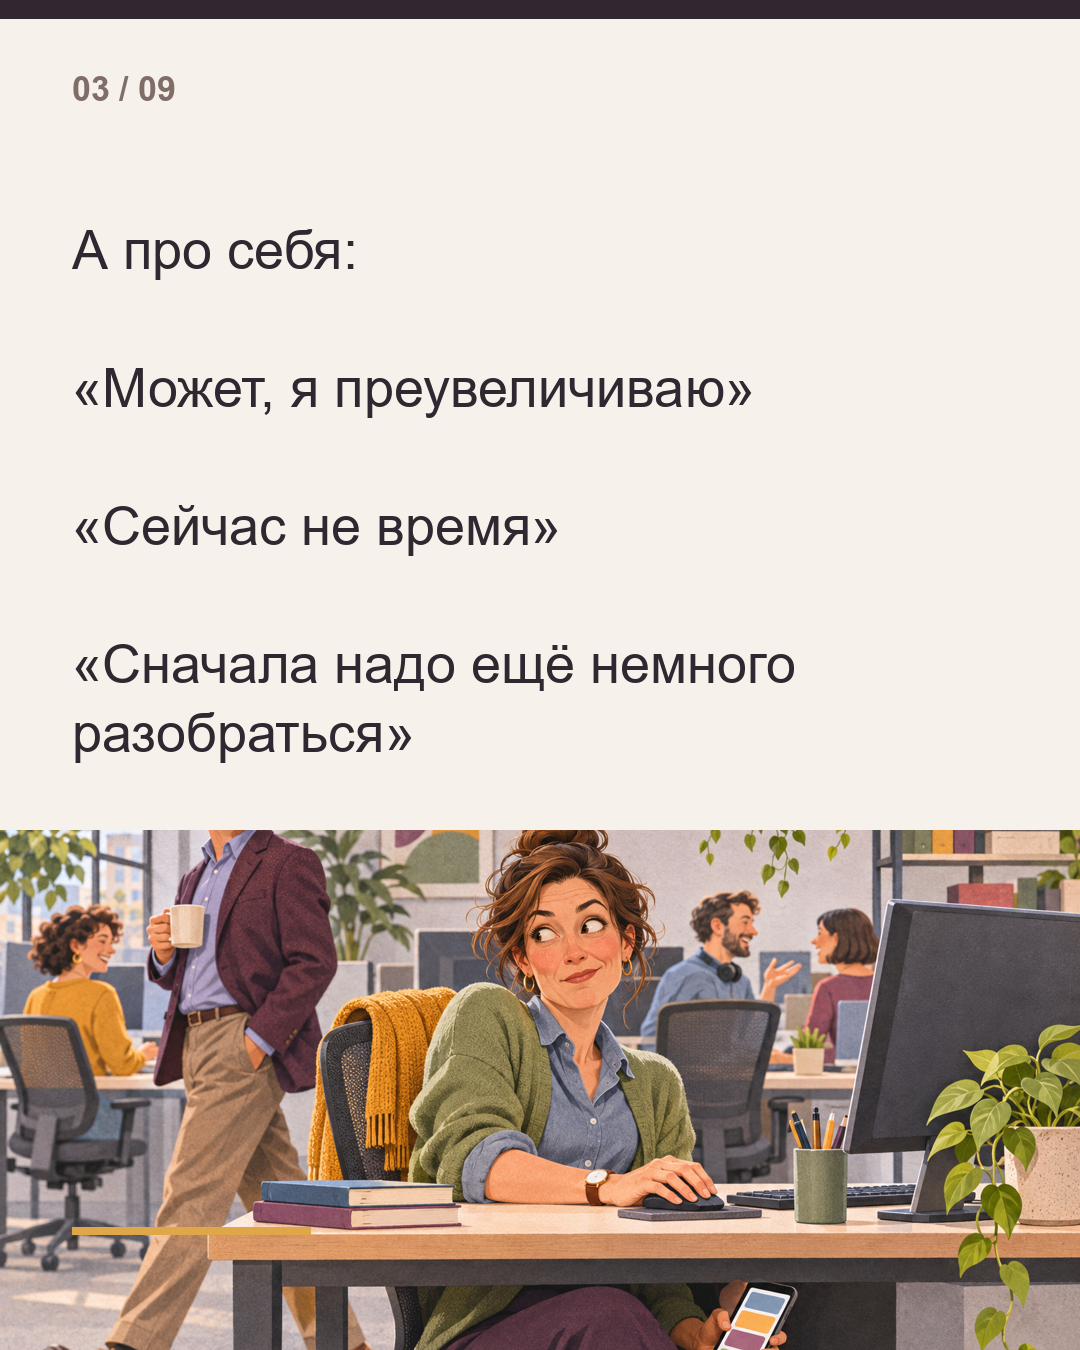 03 / 09
А про себя:
«Может, я преувеличиваю»
«Сейчас не время»
«Сначала надо ещё немного
разобраться»